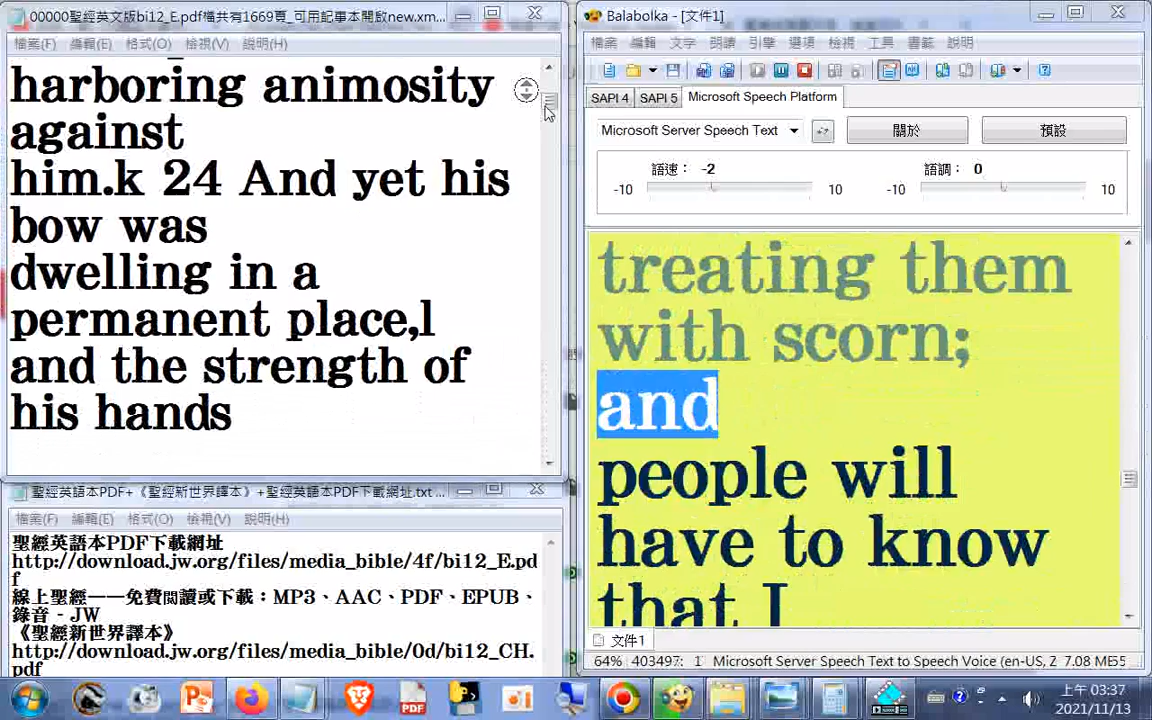 00000聖經英文版bi12_E.pdf檔共有1669頁_可用記事本開啟new.xm...
檔案(F) 編輯(E) 格式(O) 檢視(V) 說明(H)
harboring animosity
against
him.k 24 And yet his
bow was
dwelling in a
permanent place,l
and the strength of
his hands
聖經英語本PDF+《聖經新世界譯本》+聖經英語本PDF下載網址.txt ...
檔案(F) 編輯(E) 格式(O) 檢視(V) 說明(H)
聖經英語本PDF下載網址
http://download.jw.org/files/media_bible/4f/bi12_E.pd
f
線上聖經——免費閱讀或下載：MP3、AAC、PDF、EPUB、
錄音 - JW
《聖經新世界譯本》
http://download.jw.org/files/media_bible/0d/bi12_CH.
pdf
Balabolka - [文件1]
檔案 編輯 文字 朗讀 引擎 選項 檢視 工具 書籤 說明
SAPI 4 SAPI 5 Microsoft Speech Platform
Microsoft Server Speech Text 關於 預設
語速： -2 語調： 0
-10 10 -10 10
treating them
with scorn;
and
people will
have to know
that I
文件1
64% 403497: 1 Microsoft Server Speech Text to Speech Voice (en-US, 2 7.08 ME55
上午 03:37
2021/11/13